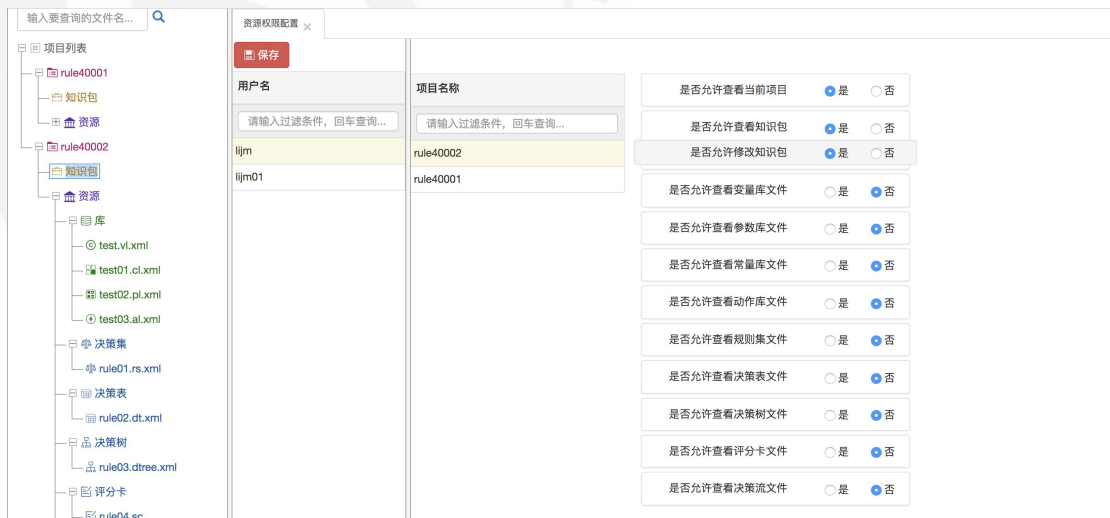 输入要查询的文件名...
项目列表
rule40001
知识包
资源
rule40002
知识包
资源
库
test.vl.xml
test01.cl.xml
test02.pl.xml
test03.al.xml
决策集
rule01.rs.xml
决策表
rule02.dt.xml
决策树
rule03.dtree.xml
评分卡
rule04.sc
资源权限配置
保存
用户名
请输入过滤条件，回车查询...
lijm
lijm01
项目名称
请输入过滤条件，回车查询...
rule40002
rule40001
是否允许查看当前项目 是 否
是否允许查看知识包 是 否
是否允许修改知识包 是 否
是否允许查看变量库文件 是 否
是否允许查看参数库文件 是 否
是否允许查看常量库文件 是 否
是否允许查看动作库文件 是 否
是否允许查看规则集文件 是 否
是否允许查看决策表文件 是 否
是否允许查看决策树文件 是 否
是否允许查看评分卡文件 是 否
是否允许查看决策流文件 是 否